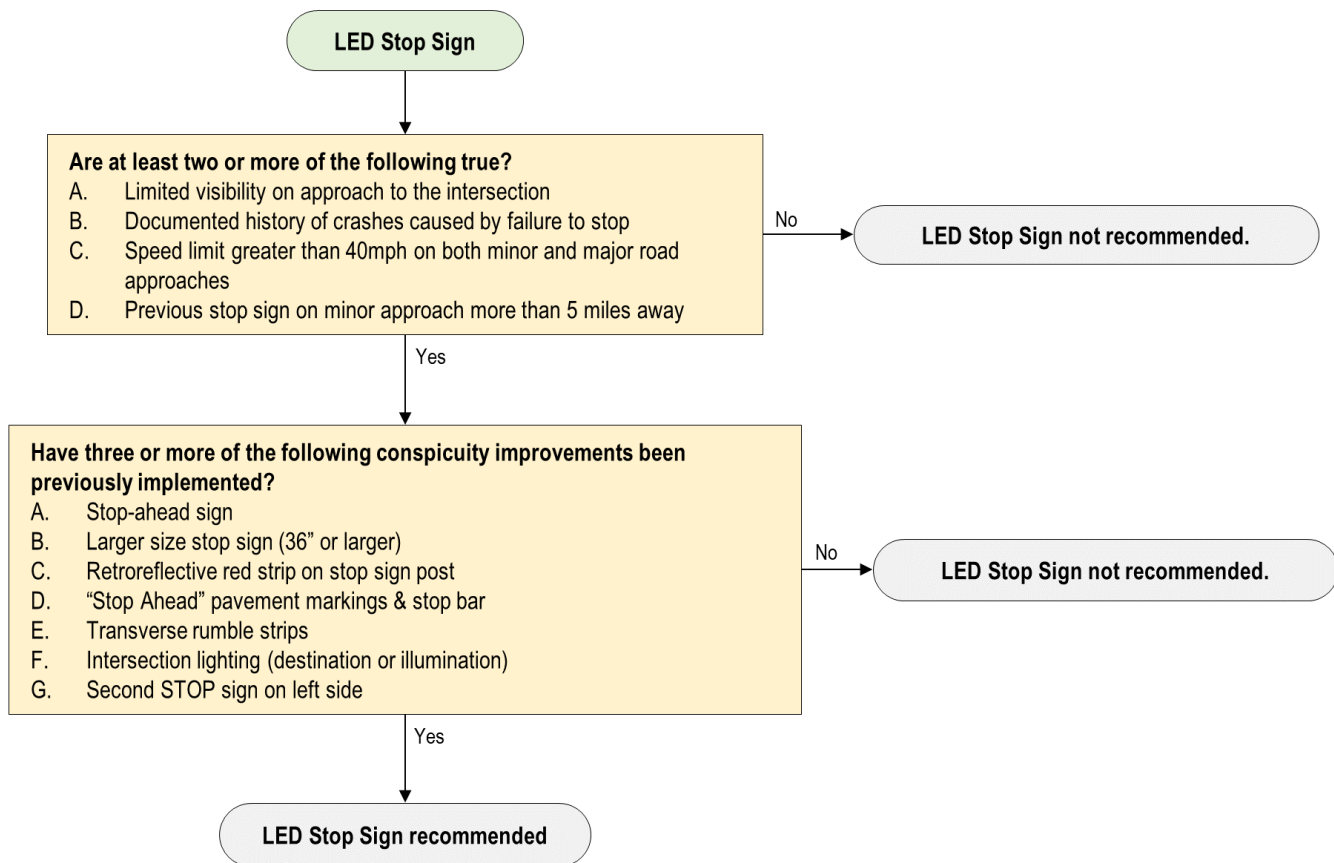 LED Stop Sign
Are at least two or more of the following true?
A. Limited visibility on approach to the intersection
B. Documented history of crashes caused by failure to stop
C. Speed limit greater than 40mph on both minor and major road
approaches
D. Previous stop sign on minor approach more than 5 miles away
No
LED Stop Sign not recommended.
Yes
Have three or more of the following conspicuity improvements been
previously implemented?
A. Stop-ahead sign
B. Larger size stop sign (36” or larger)
C. Retroreflective red strip on stop sign post
D. “Stop Ahead” pavement markings & stop bar
E. Transverse rumble strips
F. Intersection lighting (destination or illumination)
G. Second STOP sign on left side
No
LED Stop Sign not recommended.
Yes
LED Stop Sign recommended